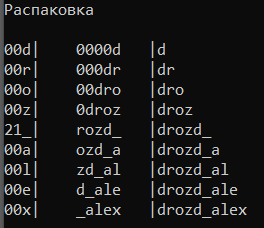 Распаковка
00d|    0000d   |d
00r|    000dr   |dr
00o|    00dro   |dro
00z|    0droz   |droz
21_|    rozd_   |drozd_
00a|    ozd_a   |drozd_a
00l|    zd_al   |drozd_al
00e|    d_ale   |drozd_ale
00x|    _alex   |drozd_alex